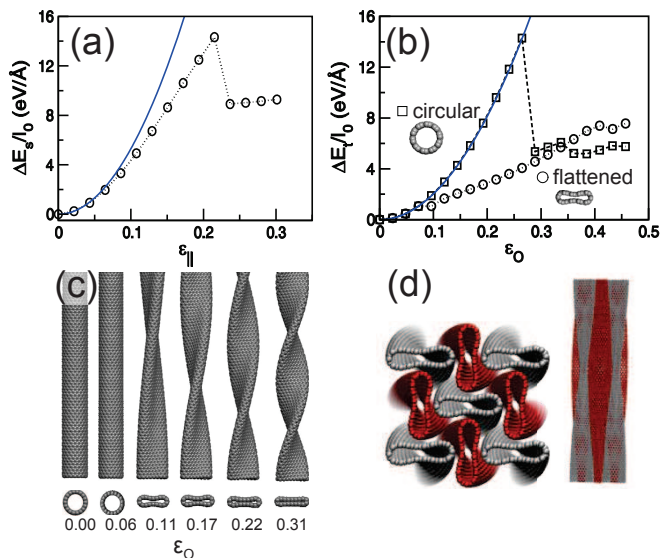 (a)
ΔE_s/l_0 (eV/Å)
16
12
8
4
0
0 0.1 0.2 0.3
ε_||
(b)
ΔE_t/l_0 (eV/Å)
16
12
8
4
0
circular
flattened
0 0.1 0.2 0.3 0.4 0.5
ε_O
(c)
0.00 0.06 0.11 0.17 0.22 0.31
ε_O
(d)